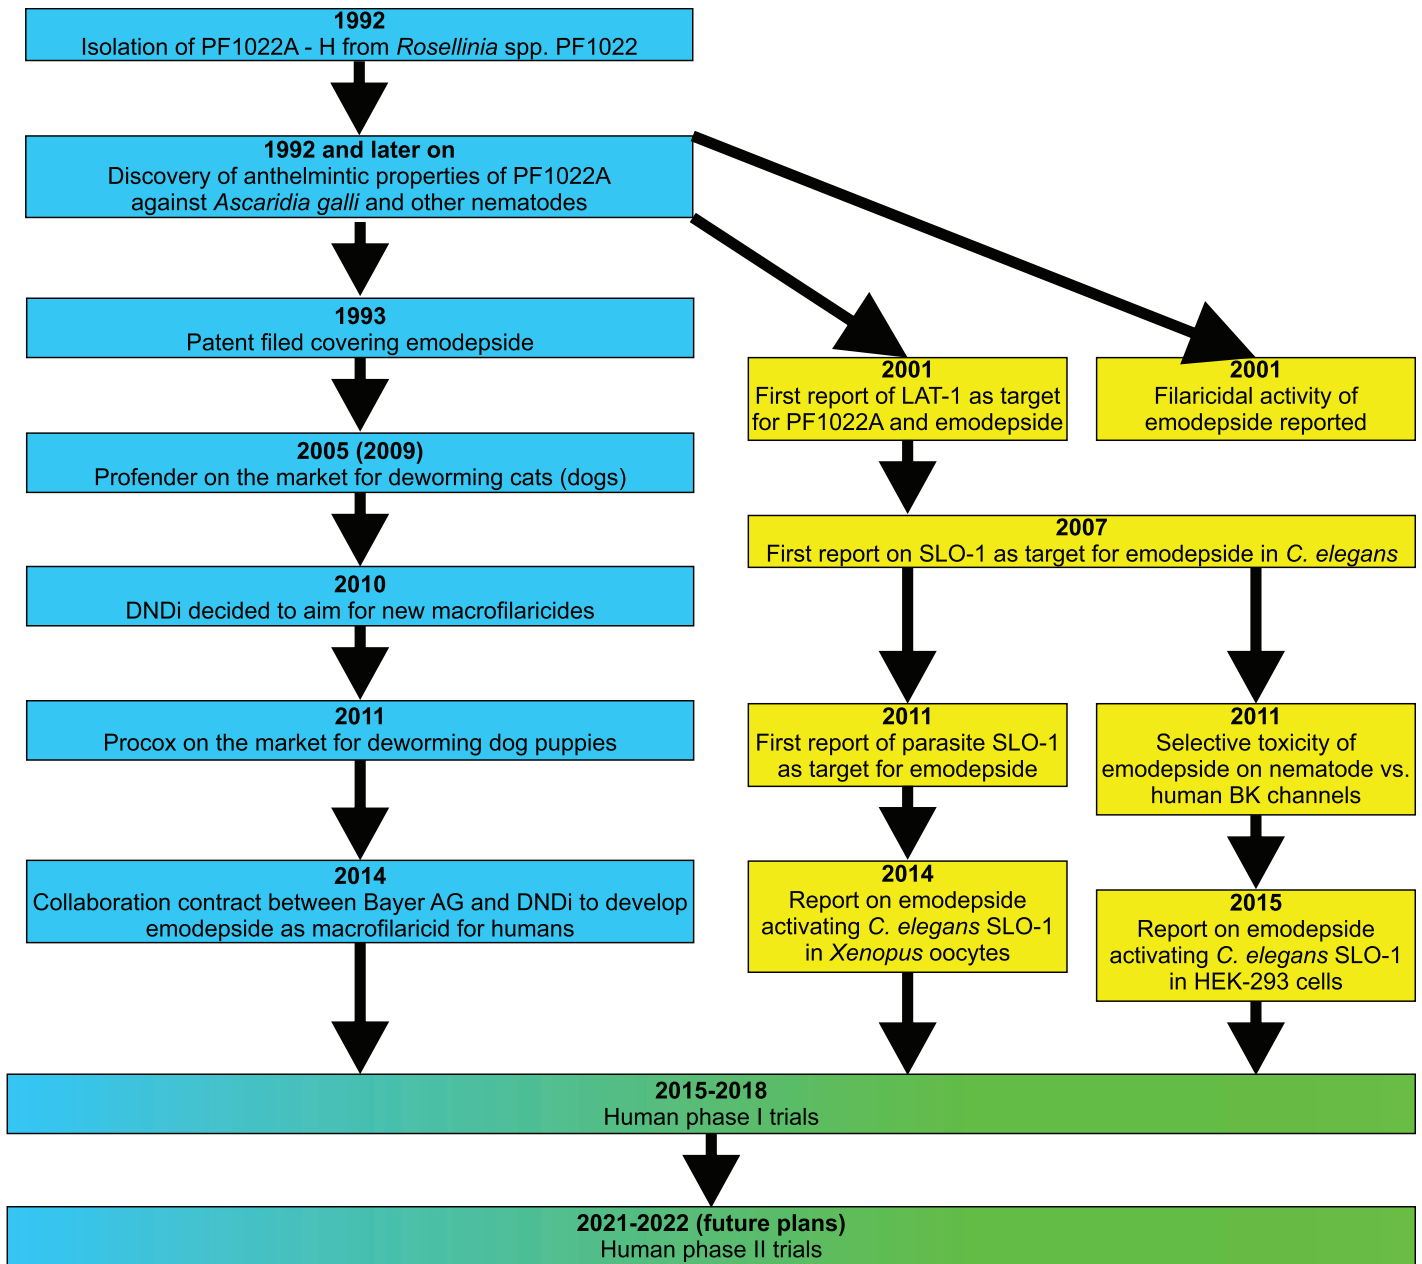 1992
Isolation of PF1022A - H from Rosellinia spp. PF1022
1992 and later on
Discovery of anthelmintic properties of PF1022A
against Ascaridia galli and other nematodes
1993
Patent filed covering emodepside
2005 (2009)
Profender on the market for deworming cats (dogs)
2010
DNDi decided to aim for new macrofilaricides
2011
Procox on the market for deworming dog puppies
2014
Collaboration contract between Bayer AG and DNDi to develop
emodepside as macrofilaricid for humans
2001
First report of LAT-1 as target
for PF1022A and emodepside
2001
Filaricidal activity of
emodepside reported
2007
First report on SLO-1 as target for emodepside in C. elegans
2011
First report of parasite SLO-1
as target for emodepside
2014
Report on emodepside
activating C. elegans SLO-1
in Xenopus oocytes
2011
Selective toxicity of
emodepside on nematode vs.
human BK channels
2015
Report on emodepside
activating C. elegans SLO-1
in HEK-293 cells
2015-2018
Human phase I trials
2021-2022 (future plans)
Human phase II trials